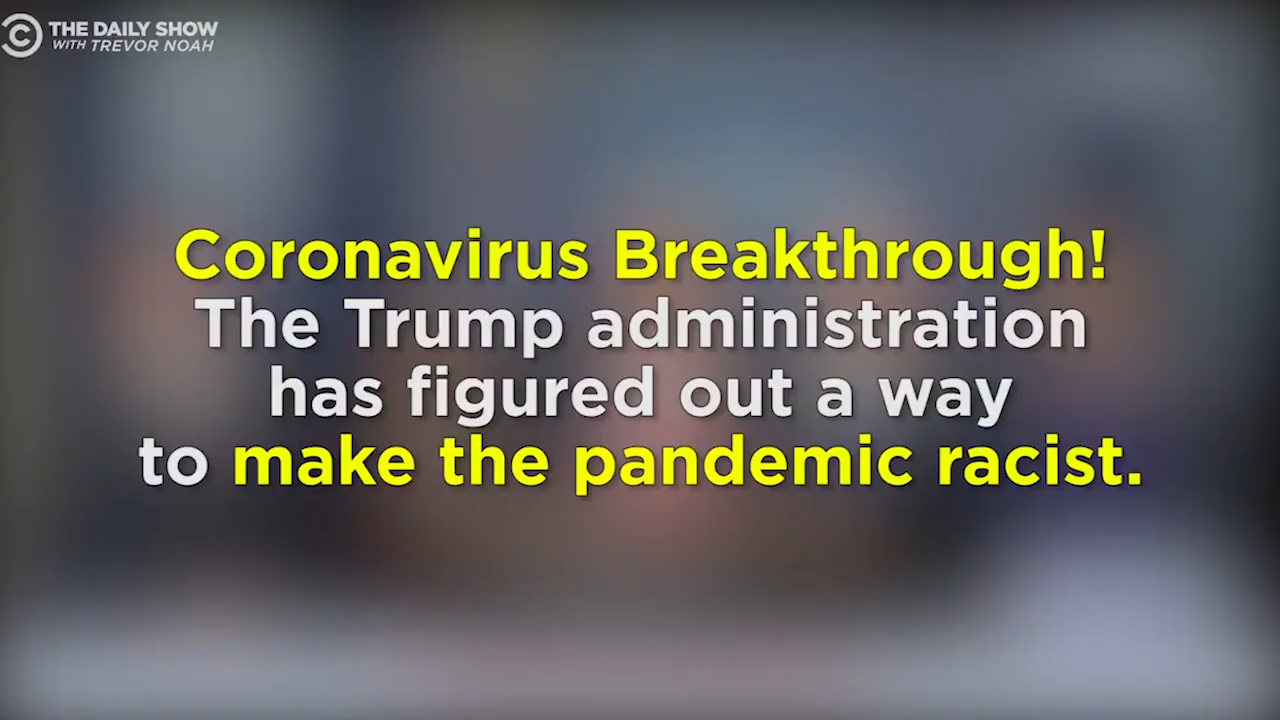 THE DAILY SHOW
WITH TREVOR NOAH
Coronavirus Breakthrough!
The Trump administration
has figured out a way
to make the pandemic racist.